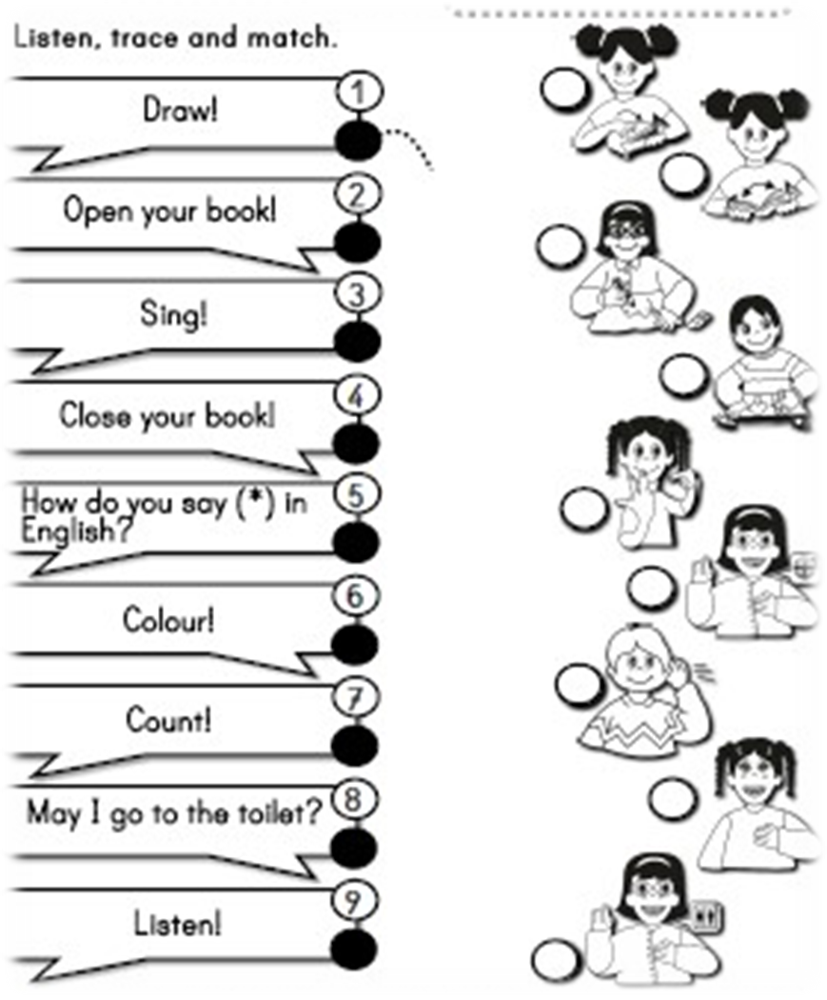 Listen, trace and match.
1
Draw!
2
Open your book!
3
Sing!
4
Close your book!
5
How do you say (*) in
English?
6
Colour!
7
Count!
8
May I go to the toilet?
9
Listen!